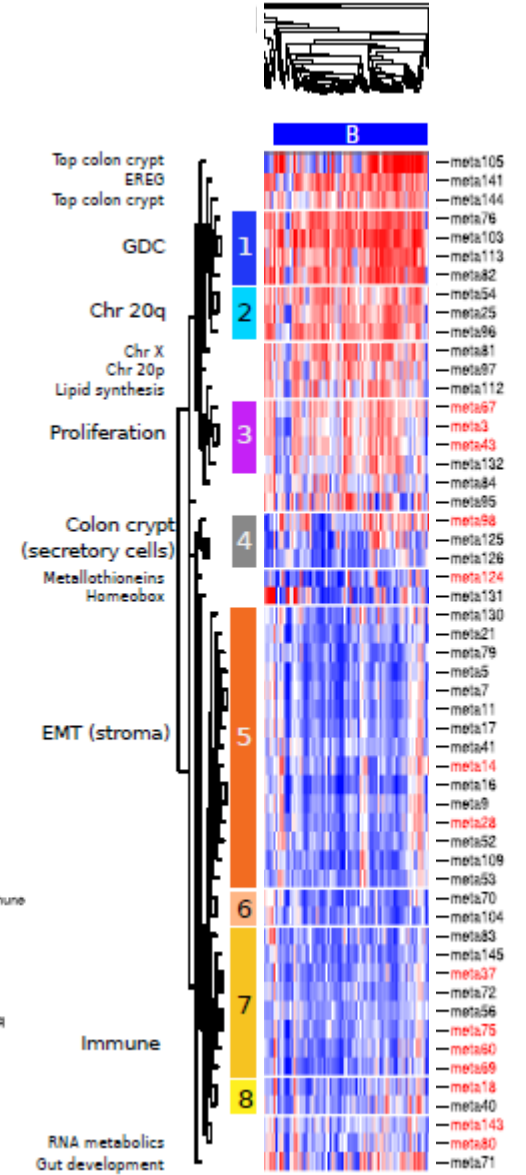 B
Top colon crypt
EREG
Top colon crypt
GDC
Chr 20q
Chr X
Chr 20p
Lipid synthesis
Proliferation
Colon crypt
(secretory cells)
Metallothioneins
Homeobox
EMT (stroma)
Immune
RNA metabolics
Gut development
1
2
3
4
5
6
7
8
meta105
meta141
meta144
meta76
meta103
meta113
meta82
meta54
meta25
meta96
meta81
meta97
meta112
meta67
meta3
meta43
meta132
meta84
meta95
meta98
meta125
meta126
meta124
meta131
meta130
meta21
meta79
meta5
meta7
meta11
meta17
meta41
meta14
meta16
meta9
meta28
meta52
meta109
meta53
meta70
meta104
meta83
meta145
meta37
meta72
meta56
meta75
meta60
meta69
meta18
meta40
meta143
meta80
meta71